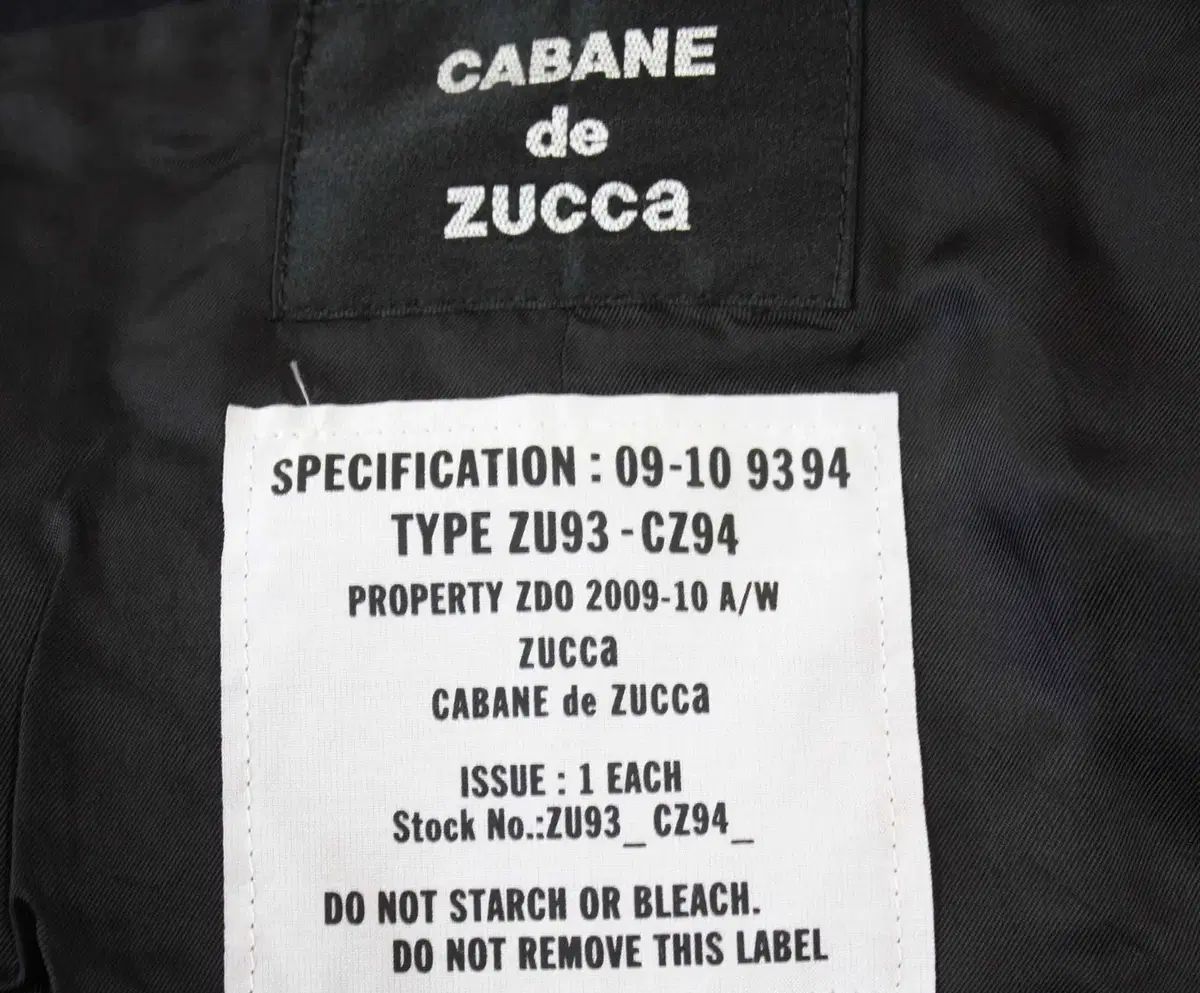 CABANE
de
ZUCCa
SPECIFICATION : 09-10 9394
TYPE ZU93 -CZ94
PROPERTY ZDO 2009-10 A/W
ZUCCa
CABANE de ZUCCa
ISSUE : 1 EACH
Stock No.:ZU93_ CZ94_
DO NOT STARCH OR BLEACH.
DO NOT REMOVE THIS LABEL